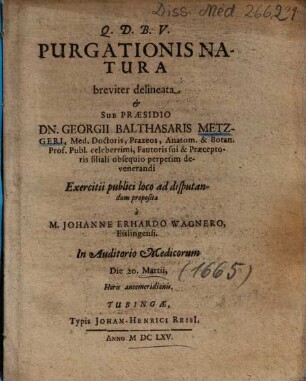 Diss. Med 266,29
Q. D. B. V.
PURGATIONIS NA-
TURA
breviter delineata
&
SUB PRÆSIDIO
DN. GEORGII BALTHASARIS METZ-
GERI, Med. Doctoris, Praxeos, Anatom. & Botan.
Prof. Publ. celeberrimi, Fautoris sui & Præcepto-
ris filiali obsequio perpetim de-
venerandi
Exercitii publici loco ad disputan-
dum proposita
à
M. JOHANNE ERHARDO WAGNERO,
Esslingensi.
In Auditorio Medicorum
Die 20. Martii, (1665)
Horis antemeridianis,
TUBINGÆ,
Typis JOHAN-HENRICI REISI,
ANNO M DC LXV.